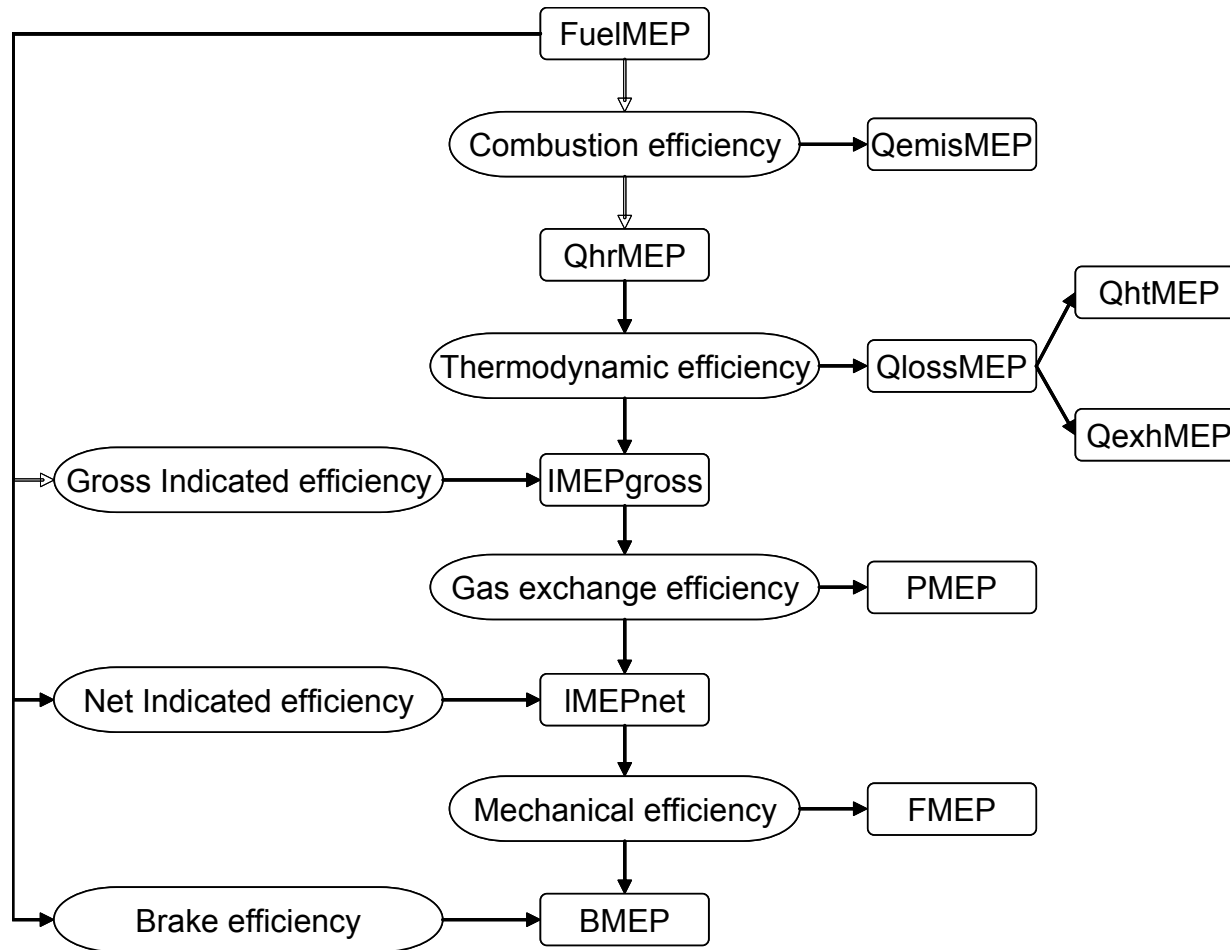 FuelMEP
Combustion efficiency
QemisMEP
QhrMEP
QhtMEP
Thermodynamic efficiency
QlossMEP
QexhMEP
Gross Indicated efficiency
IMEPgross
Gas exchange efficiency
PMEP
Net Indicated efficiency
IMEPnet
Mechanical efficiency
FMEP
Brake efficiency
BMEP